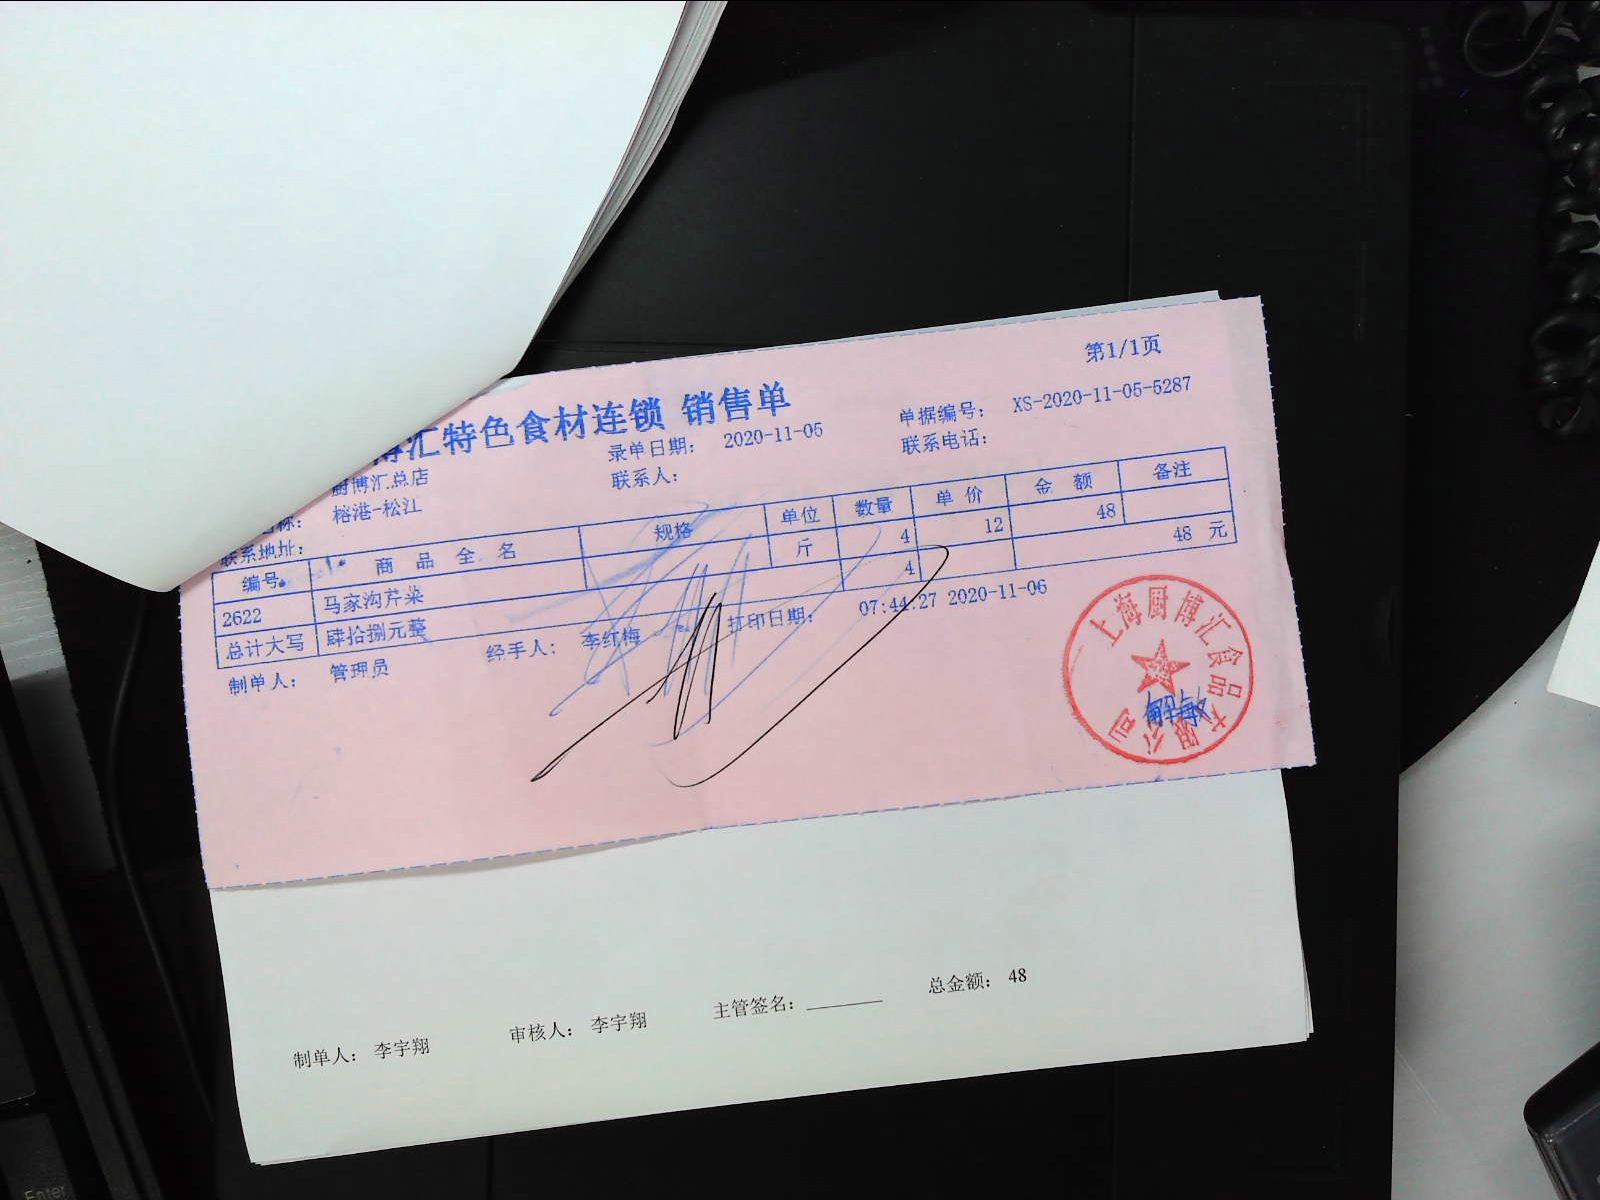 第1/1页
博汇特色食材连锁 销售单
厨博汇总店 录单日期: 2020-11-05 单据编号: XS-2020-11-05-5287
称: 榕港-松江 联系人: 联系电话:
联系地址:
编号 商品全名 规格 单位 数量 单价 金额 备注
2622 马家沟芹菜 斤 4 12 48
总计大写 肆拾捌元整 4 48 元
制单人: 管理员 经手人: 李红梅 打印日期: 07:44:27 2020-11-06
上海厨博汇食品有限公司
制单人: 李宇翔 审核人: 李宇翔 主管签名: 总金额: 48
Enter